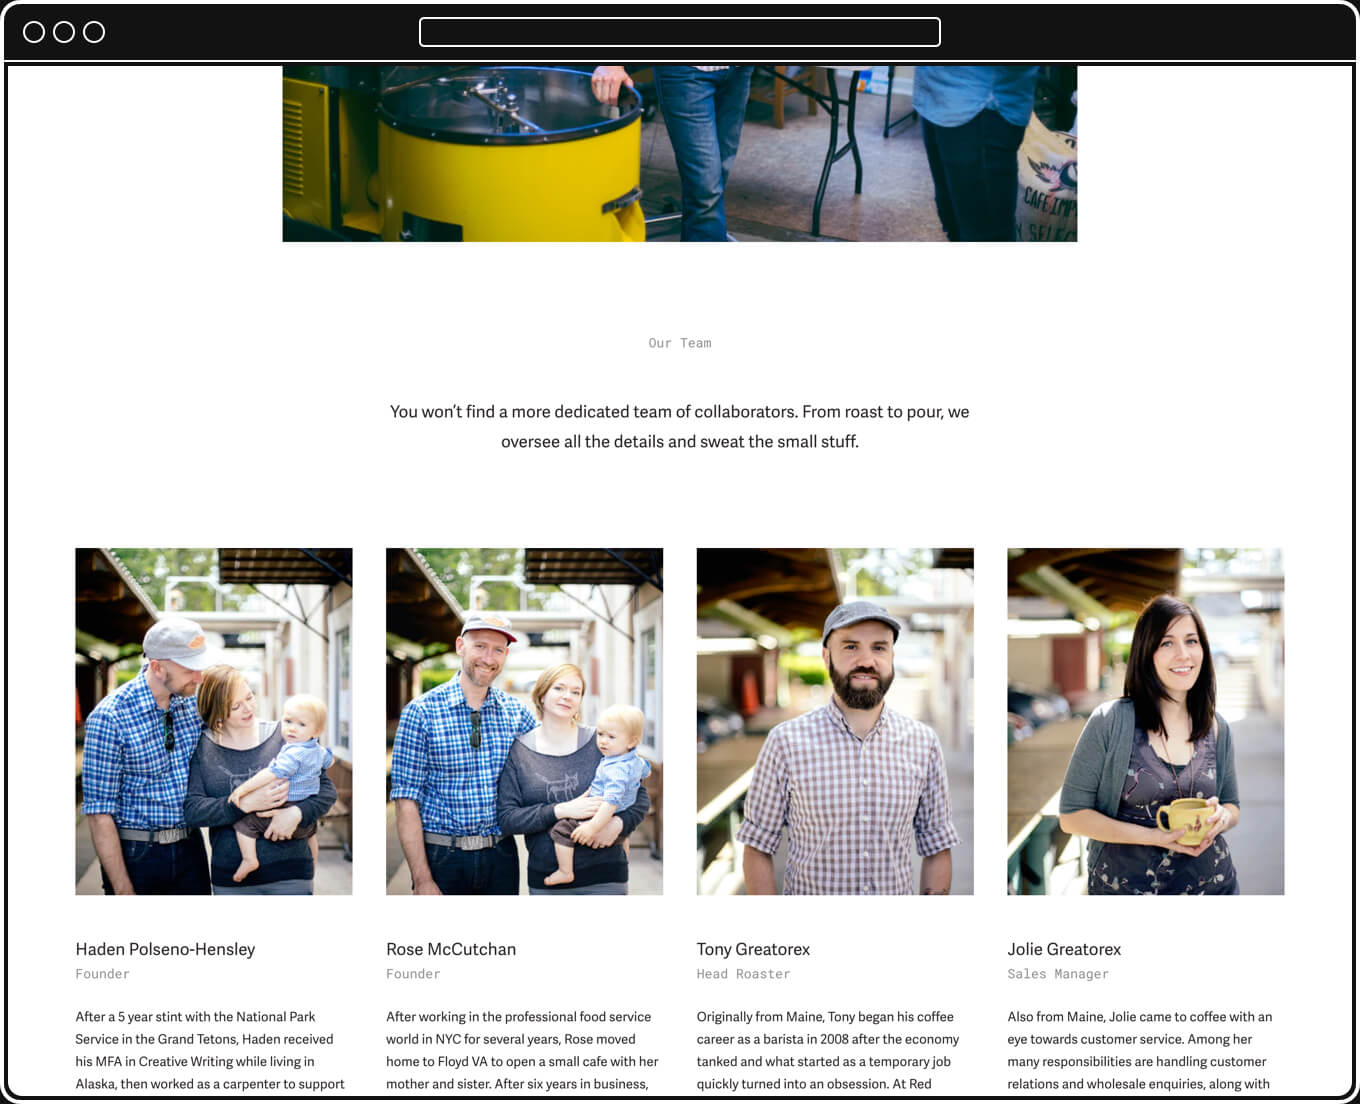 CAFE IMP
SELEC
Our Team
You won’t find a more dedicated team of collaborators. From roast to pour, we
oversee all the details and sweat the small stuff.
Haden Polseno-Hensley
Founder
After a 5 year stint with the National Park
Service in the Grand Tetons, Haden received
his MFA in Creative Writing while living in
Alaska, then worked as a carpenter to support
Rose McCutchan
Founder
After working in the professional food service
world in NYC for several years, Rose moved
home to Floyd VA to open a small cafe with her
mother and sister. After six years in business,
Tony Greatorex
Head Roaster
Originally from Maine, Tony began his coffee
career as a barista in 2008 after the economy
tanked and what started as a temporary job
quickly turned into an obsession. At Red
Jolie Greatorex
Sales Manager
Also from Maine, Jolie came to coffee with an
eye towards customer service. Among her
many responsibilities are handling customer
relations and wholesale enquiries, along with